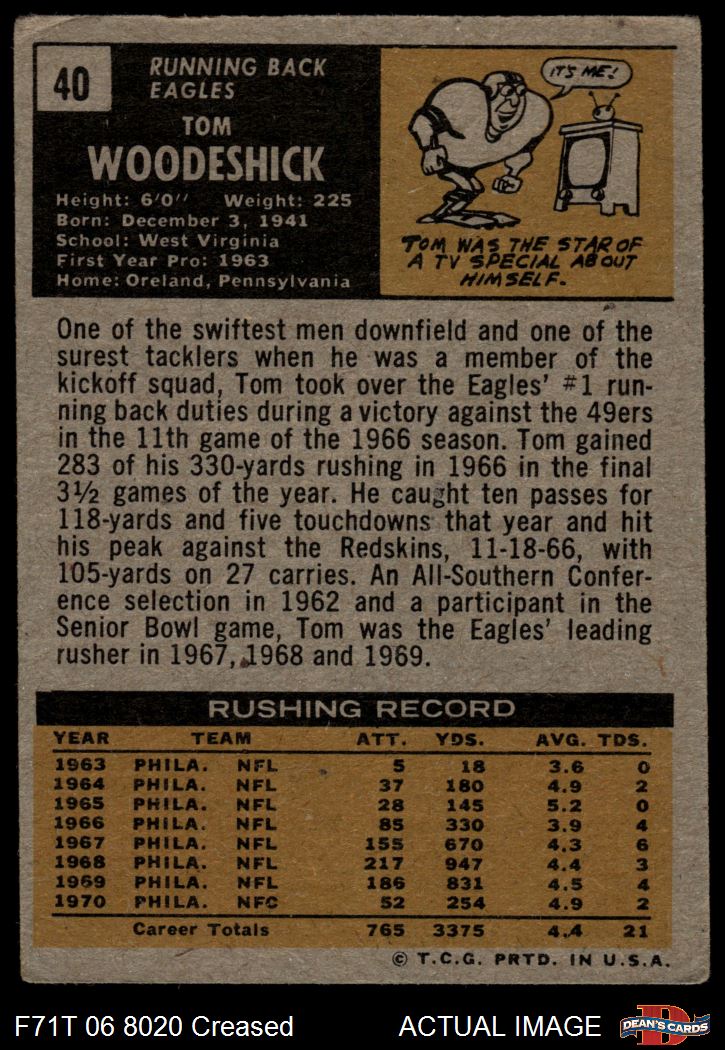 40
RUNNING BACK
EAGLES
TOM
WOODESHICK
Height: 6'0'' Weight: 225
Born: December 3, 1941
School: West Virginia
First Year Pro: 1963
Home: Oreland, Pennsylvania
IT'S ME!
TOM WAS THE STAR OF
A TV SPECIAL ABOUT
HIMSELF.
One of the swiftest men downfield and one of the
surest tacklers when he was a member of the
kickoff squad, Tom took over the Eagles' #1 run-
ning back duties during a victory against the 49ers
in the 11th game of the 1966 season. Tom gained
283 of his 330-yards rushing in 1966 in the final
3½ games of the year. He caught ten passes for
118-yards and five touchdowns that year and hit
his peak against the Redskins, 11-18-66, with
105-yards on 27 carries. An All-Southern Confer-
ence selection in 1962 and a participant in the
Senior Bowl game, Tom was the Eagles' leading
rusher in 1967, 1968 and 1969.
RUSHING RECORD
YEAR TEAM ATT. YDS. AVG. TDS.
1963 PHILA. NFL 5 18 3.6 0
1964 PHILA. NFL 37 180 4.9 2
1965 PHILA. NFL 28 145 5.2 0
1966 PHILA. NFL 85 330 3.9 4
1967 PHILA. NFL 155 670 4.3 6
1968 PHILA. NFL 217 947 4.4 3
1969 PHILA. NFL 186 831 4.5 4
1970 PHILA. NFC 52 254 4.9 2
Career Totals 765 3375 4.4 21
© T.C.G. PRTD. IN U.S.A.
F71T 06 8020 Creased ACTUAL IMAGE
D
DEAN'S CARDS